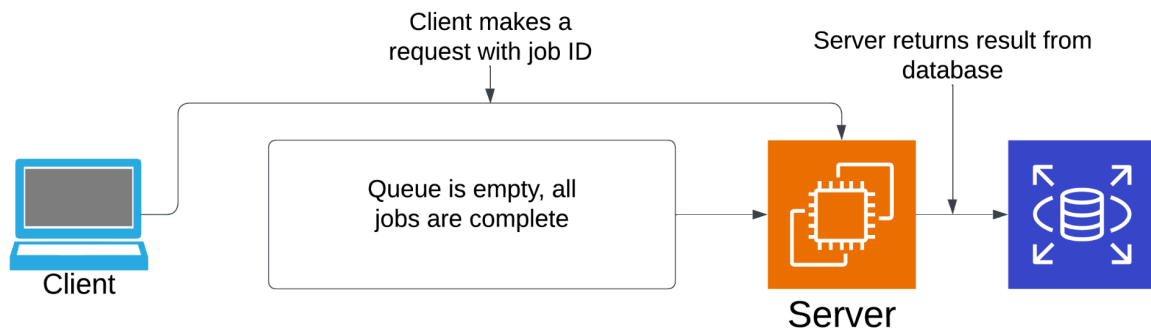 Client makes a
request with job ID
Server returns result from
database
Queue is empty, all
jobs are complete
Client
Server